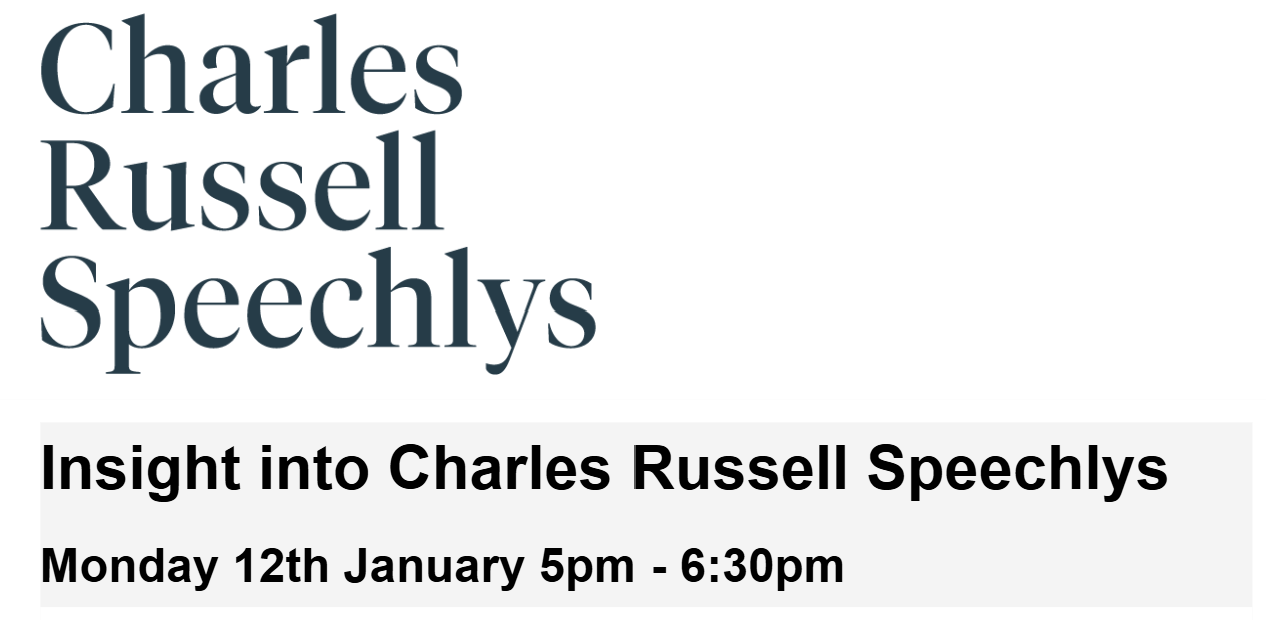 Charles
Russell
Speechlys
Insight into Charles Russell Speechlys
Monday 12th January 5pm - 6:30pm